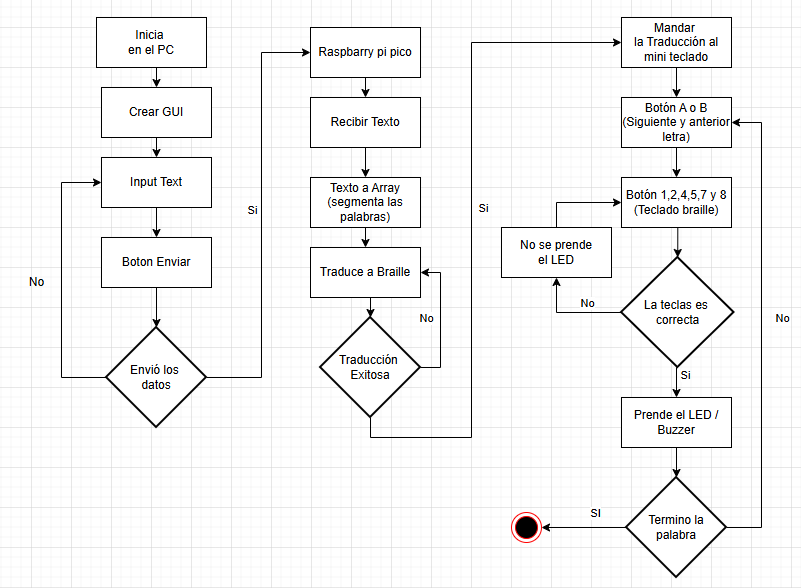 Inicia
en el PC
Crear GUI
Input Text
Boton Enviar
No
Envió los
datos
Si
Raspbarry pi pico
Recibir Texto
Texto a Array
(segmenta las
palabras)
Traduce a Braille
No
Traducción
Exitosa
Si
Mandar
la Traducción al
mini teclado
Botón A o B
(Siguiente y anterior
letra)
Botón 1,2,4,5,7 y 8
(Teclado braille)
No se prende
el LED
No
La teclas es
correcta
Si
No
Prende el LED /
Buzzer
Termino la
palabra
SI